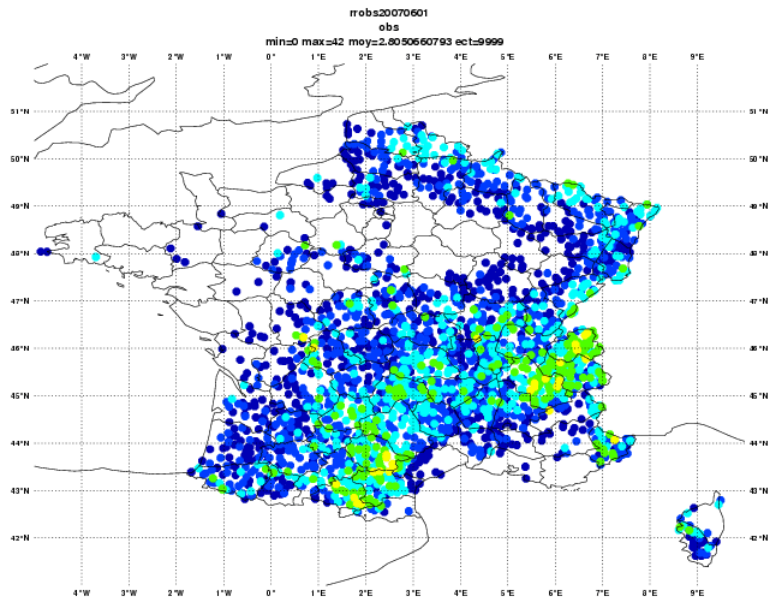 rrobs20070601
obs
min=0 max=42 moy=2.8050660793 ect=9999
4°W 3°W 2°W 1°W 0°E 1°E 2°E 3°E 4°E 5°E 6°E 7°E 8°E 9°E
51°N 51°N
50°N 50°N
49°N 49°N
48°N 48°N
47°N 47°N
46°N 46°N
45°N 45°N
44°N 44°N
43°N 43°N
42°N 42°N
4°W 3°W 2°W 1°W 0°E 1°E 2°E 3°E 4°E 5°E 6°E 7°E 8°E 9°E